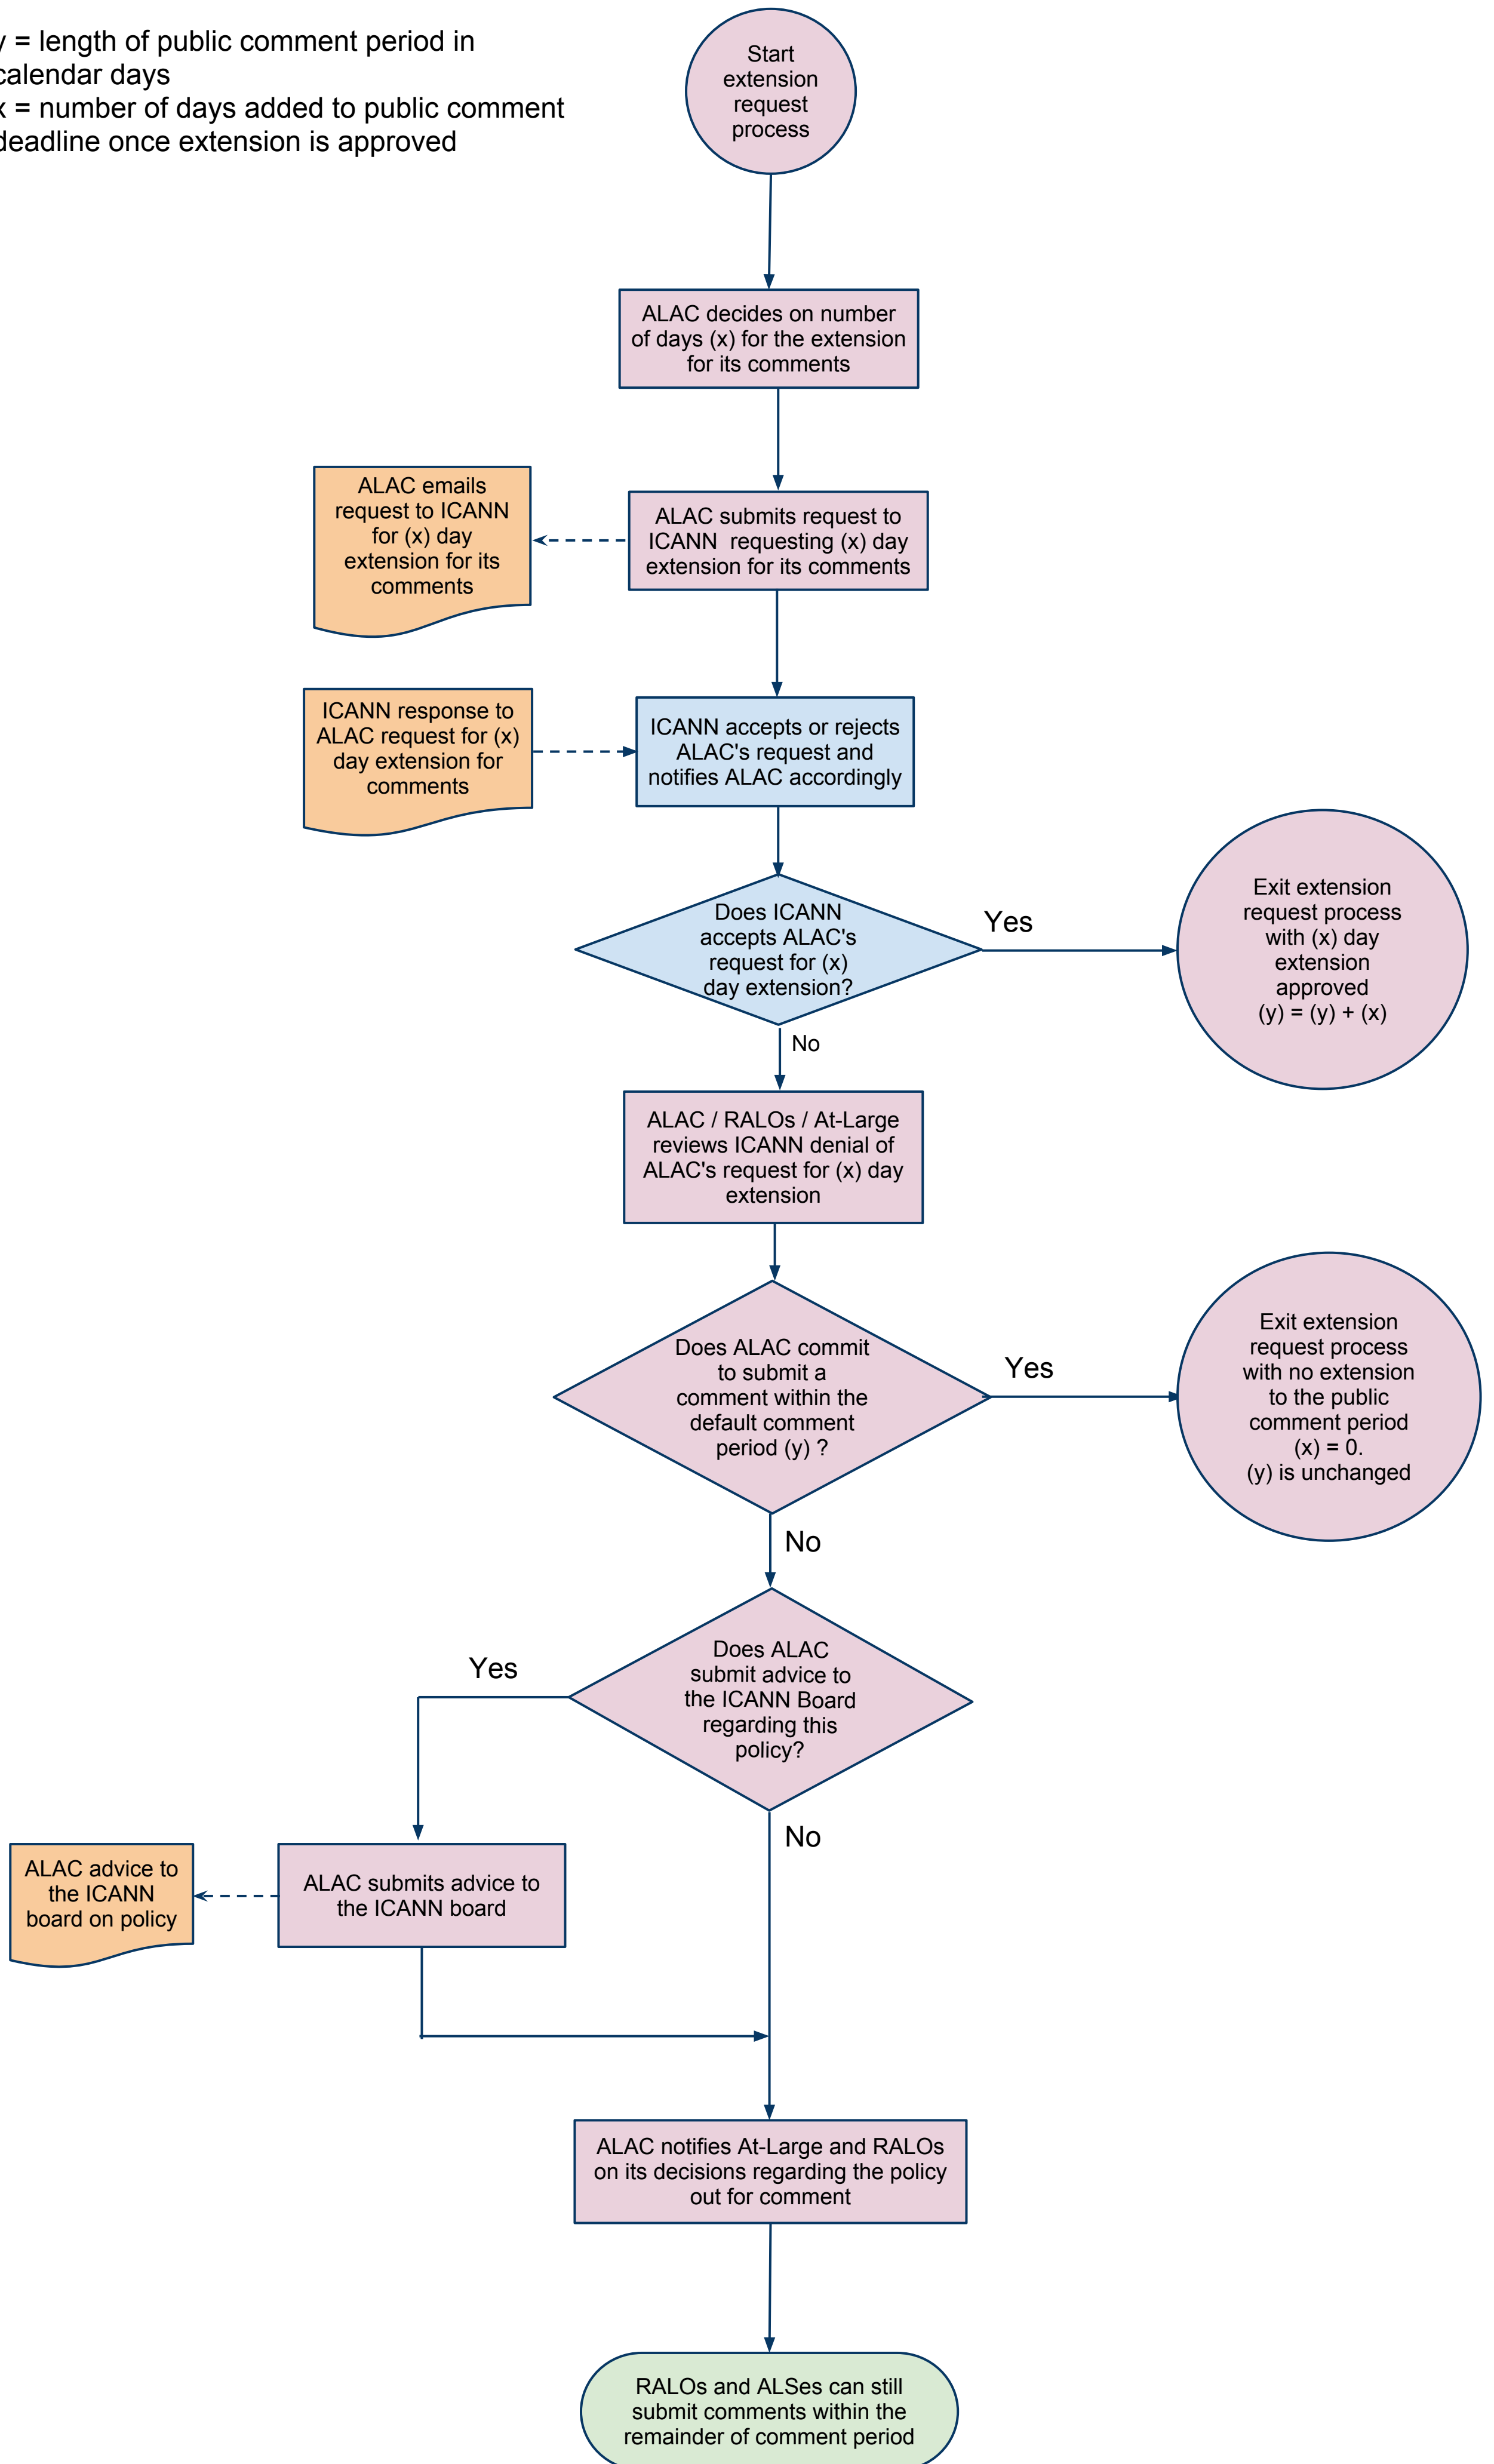 y = length of public comment period in
calendar days
x = number of days added to public comment
deadline once extension is approved
Start
extension
request
process
ALAC decides on number
of days (x) for the extension
for its comments
ALAC emails
request to ICANN
for (x) day
extension for its
comments
ALAC submits request to
ICANN requesting (x) day
extension for its comments
ICANN response to
ALAC request for (x)
day extension for
comments
ICANN accepts or rejects
ALAC's request and
notifies ALAC accordingly
Does ICANN
accepts ALAC's
request for (x)
day extension?
Yes
Exit extension
request process
with (x) day
extension
approved
(y) = (y) + (x)
No
ALAC / RALOs / At-Large
reviews ICANN denial of
ALAC's request for (x) day
extension
Does ALAC commit
to submit a
comment within the
default comment
period (y) ?
Yes
Exit extension
request process
with no extension
to the public
comment period
(x) = 0.
(y) is unchanged
No
Does ALAC
submit advice to
the ICANN Board
regarding this
policy?
Yes
No
ALAC advice to
the ICANN
board on policy
ALAC submits advice to
the ICANN board
ALAC notifies At-Large and RALOs
on its decisions regarding the policy
out for comment
RALOs and ALSes can still
submit comments within the
remainder of comment period